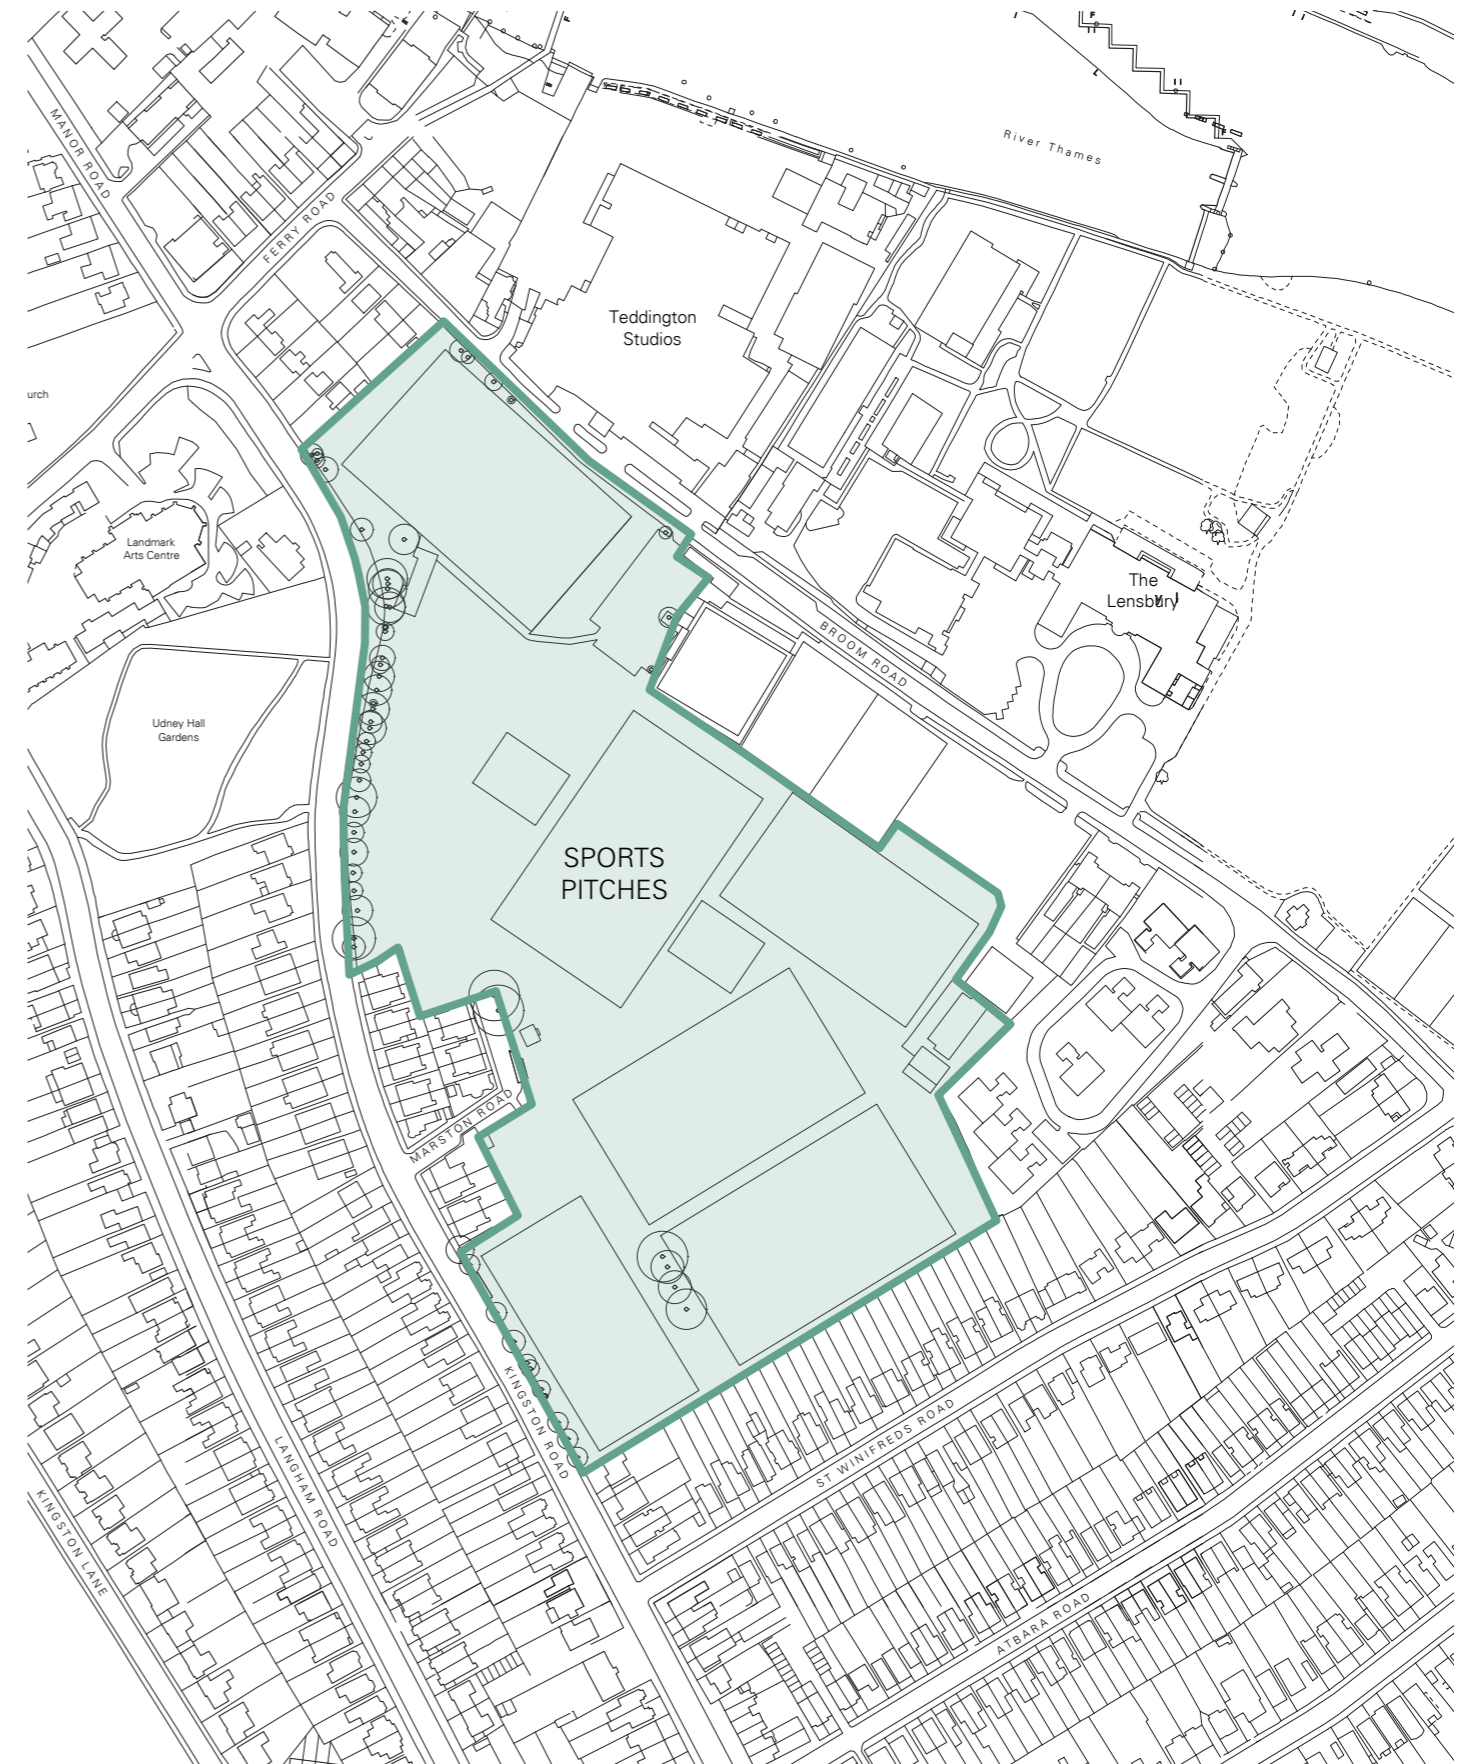 MANOR ROAD
FERRY ROAD
River Thames
Teddington
Studios
urch
Landmark
Arts Centre
The
Lensbury
BROOM ROAD
Udney Hall
Gardens
SPORTS
PITCHES
MARSTON ROAD
KINGSTON ROAD
ST WINIFREDS ROAD
LANGHAM ROAD
KINGSTON LANE
ATBARA ROAD